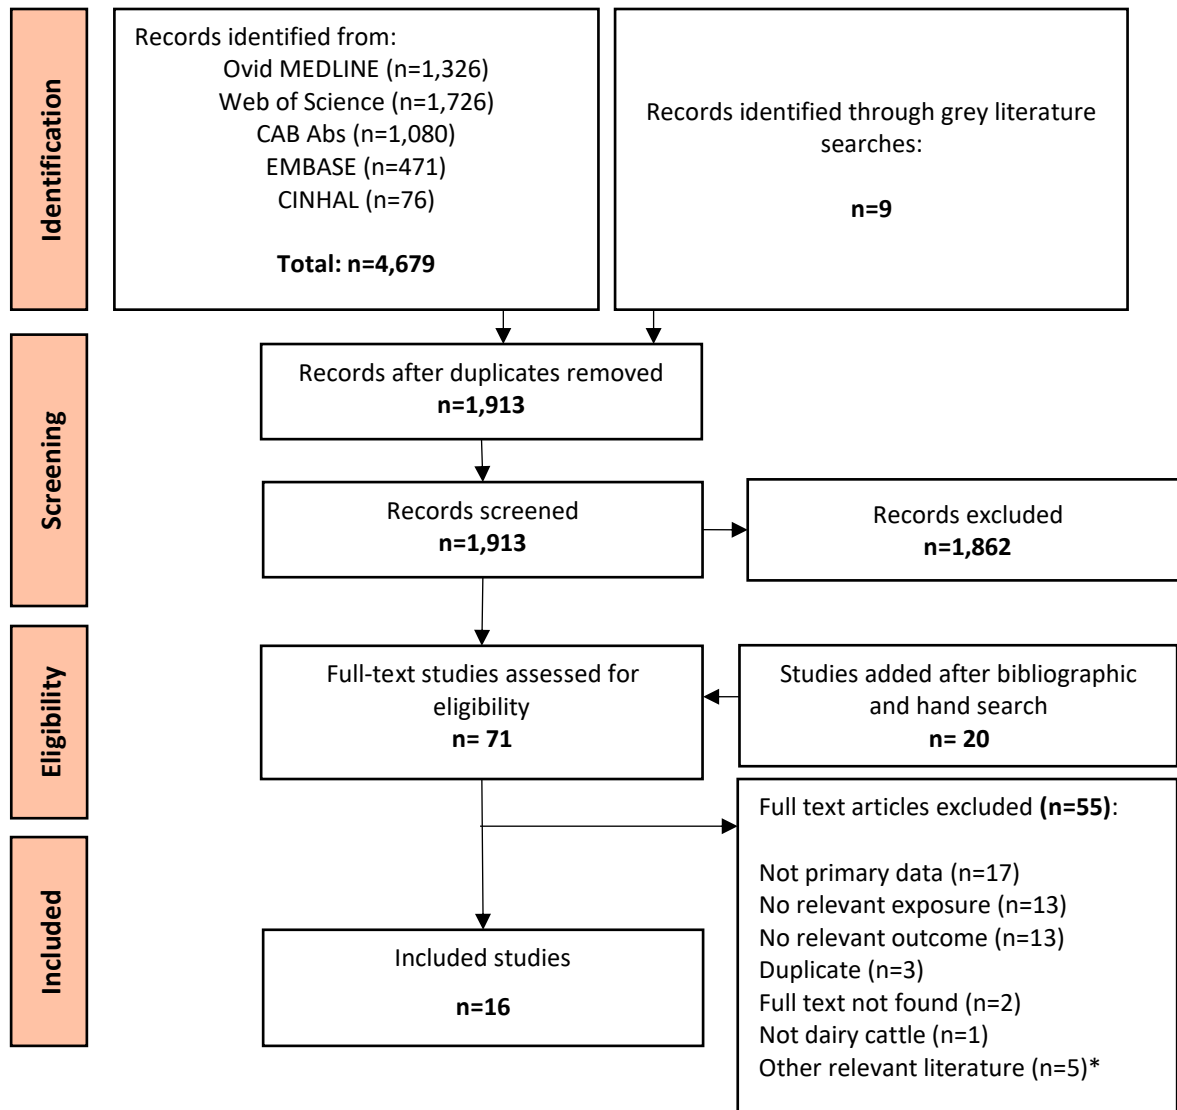 Identification
Records identified from:
Ovid MEDLINE (n=1,326)
Web of Science (n=1,726)
CAB Abs (n=1,080)
EMBASE (n=471)
CINHAL (n=76)
Total: n=4,679
Records identified through grey literature
searches:
n=9
Screening
Records after duplicates removed
n=1,913
Records screened
n=1,913
Records excluded
n=1,862
Eligibility
Full-text studies assessed for
eligibility
n= 71
Studies added after bibliographic
and hand search
n= 20
Full text articles excluded (n=55):
Not primary data (n=17)
No relevant exposure (n=13)
No relevant outcome (n=13)
Duplicate (n=3)
Full text not found (n=2)
Not dairy cattle (n=1)
Other relevant literature (n=5)*
Included
Included studies
n=16